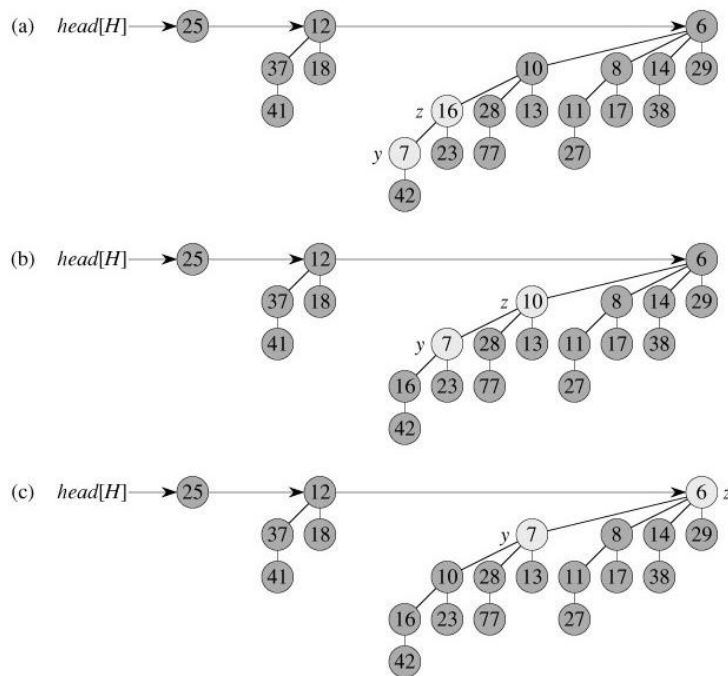 (a) head[H] 25 12 6
37 18 10 8 14 29
41 z 16 28 13 11 17 38
y 7 23 77 27
42
(b) head[H] 25 12 6
37 18 z 10 8 14 29
41 y 7 28 13 11 17 38
16 23 77 27
42
(c) head[H] 25 12 6 z
37 18 y 7 8 14 29
41 10 28 13 11 17 38
16 23 77 27
42